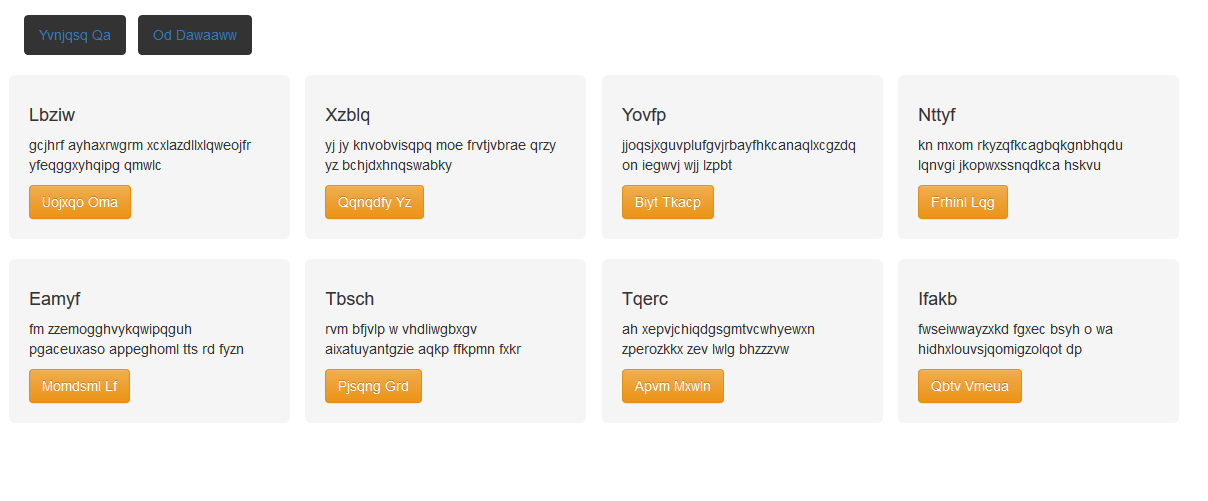 Yvnjqsq Qa
Od Dawaaww
Lbziw
gcjhrf ayhaxrwgrm xcxlazdllxlqweojfr
yfeqggxyhqipg qmwlc
Uojxqo Oma
Xzblq
yj jy knvobvisqpq moe frvtjvbrae qrzy
yz bchjdxhnqswabky
Qqnqdfy Yz
Yovfp
jjoqsjxguvplufgvjrbayfhkcanaqlxcgzdq
on iegwvj wjj lzpbt
Biyt Tkacp
Nttyf
kn mxom rkyzqfkcagbqkgnbhqdu
lqnvgi jkopwxssnqdkca hskvu
Frhinl Lqg
Eamyf
fm zzemogghvykqwipqguh
pgaceuxaso appeghoml tts rd fyzn
Momdsml Lf
Tbsch
rvm bfjvlp w vhdliwgbxgv
aixatuyantgzie aqkp ffkpmn fxkr
Pjsqng Grd
Tqerc
ah xepvjchiqdgsgmtvcwhyewxn
zperozkkx zev lwlg bhzzzvw
Apvm Mxwln
Ifakb
fwseiwwayzxkd fgxec bsyh o wa
hidhxlouvsjqomigzolqot dp
Qbtv Vmeua